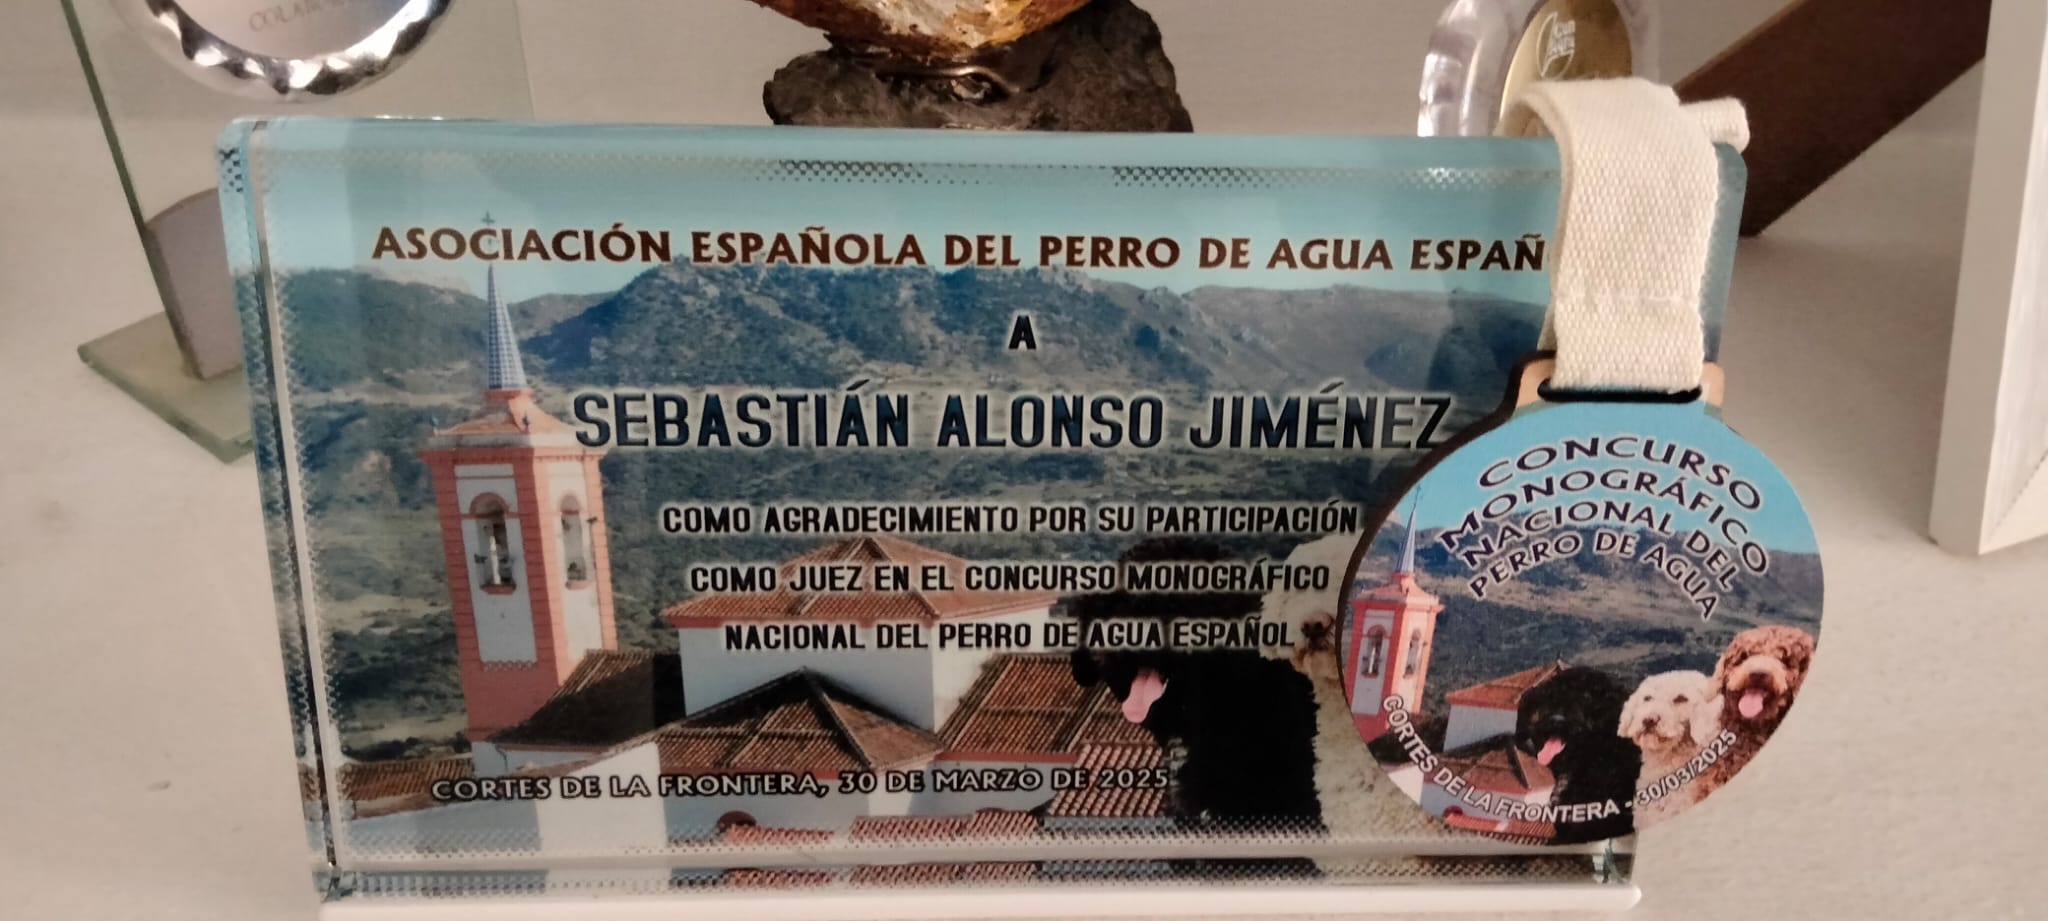 ASOCIACIÓN ESPAÑOLA DEL PERRO DE AGUA ESPAÑ
A
SEBASTIÁN ALONSO JIMÉNEZ
COMO AGRADECIMIENTO POR SU PARTICIPACIÓN
COMO JUEZ EN EL CONCURSO MONOGRÁFICO
NACIONAL DEL PERRO DE AGUA ESPAÑOL
CORTES DE LA FRONTERA, 30 DE MARZO DE 2025
CONCURSO
MONOGRÁFICO
NACIONAL DEL
PERRO DE AGUA
CORTES DE LA FRONTERA - 30/03/2025